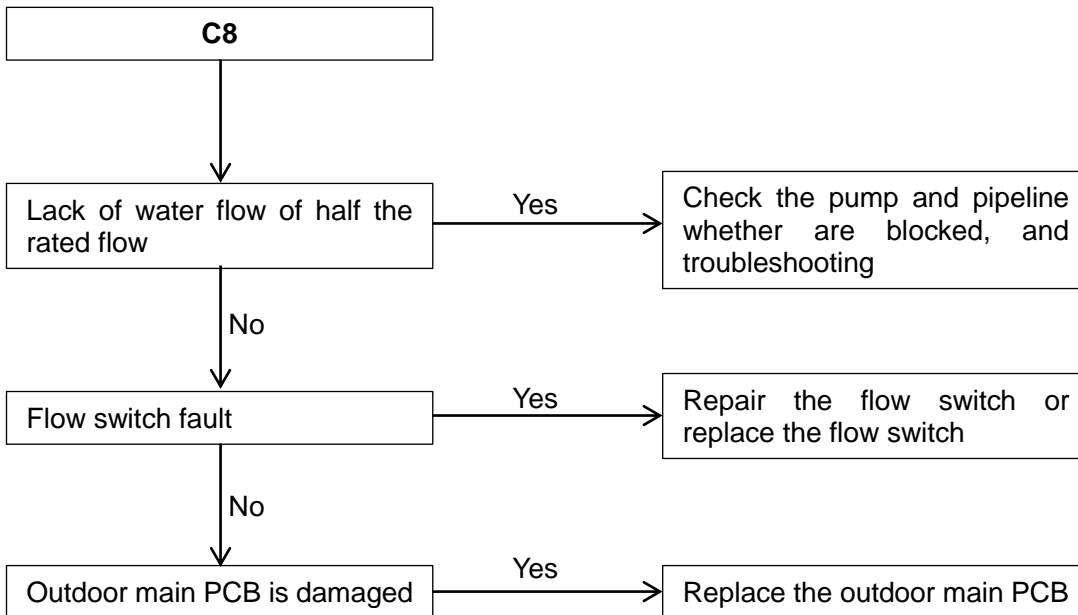 C8
Lack of water flow of half the
rated flow
Yes
Check the pump and pipeline
whether are blocked, and
troubleshooting
No
Flow switch fault
Yes
Repair the flow switch or
replace the flow switch
No
Outdoor main PCB is damaged
Yes
Replace the outdoor main PCB